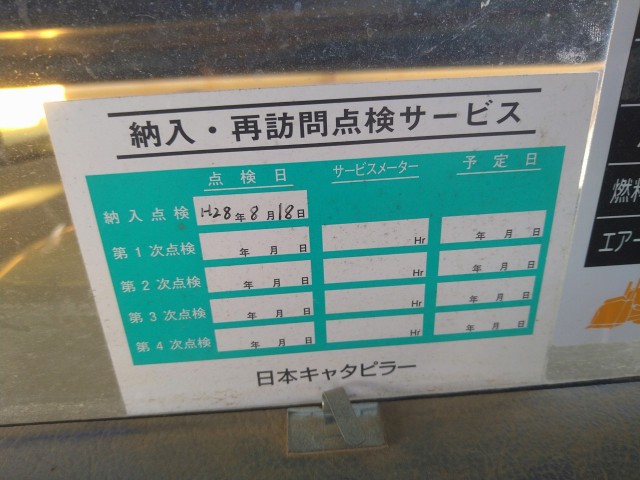 納入・再訪問点検サービス
点検日 サービスメーター 予定日
納入点検 H28年8月18日
第1次点検 年 月 日 Hr 年 月 日
第2次点検 年 月 日 Hr 年 月 日
第3次点検 年 月 日 Hr 年 月 日
第4次点検 年 月 日 Hr 年 月 日
日本キャタピラー
燃料
エアー